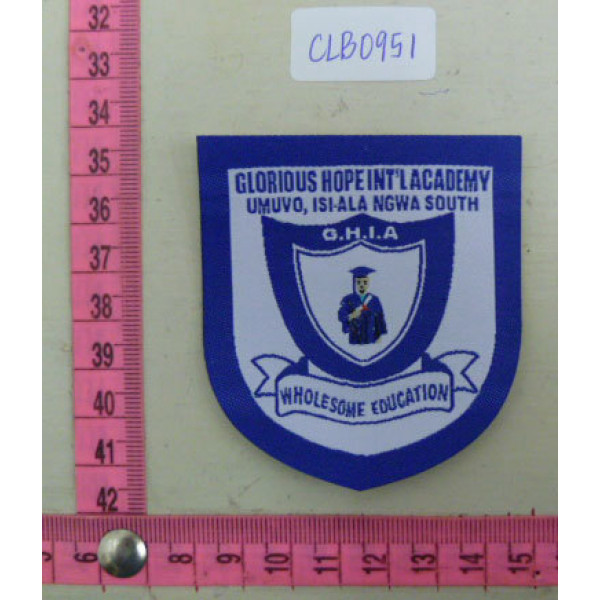 CLB0951
GLORIOUS HOPE INT'L ACADEMY
UMUVO, ISI-ALA NGWA SOUTH
G.H.I.A
WHOLESOME EDUCATION
32
33
34
35
36
37
38
39
40
41
42
5 6 8 9 10 11 12 13 14 15